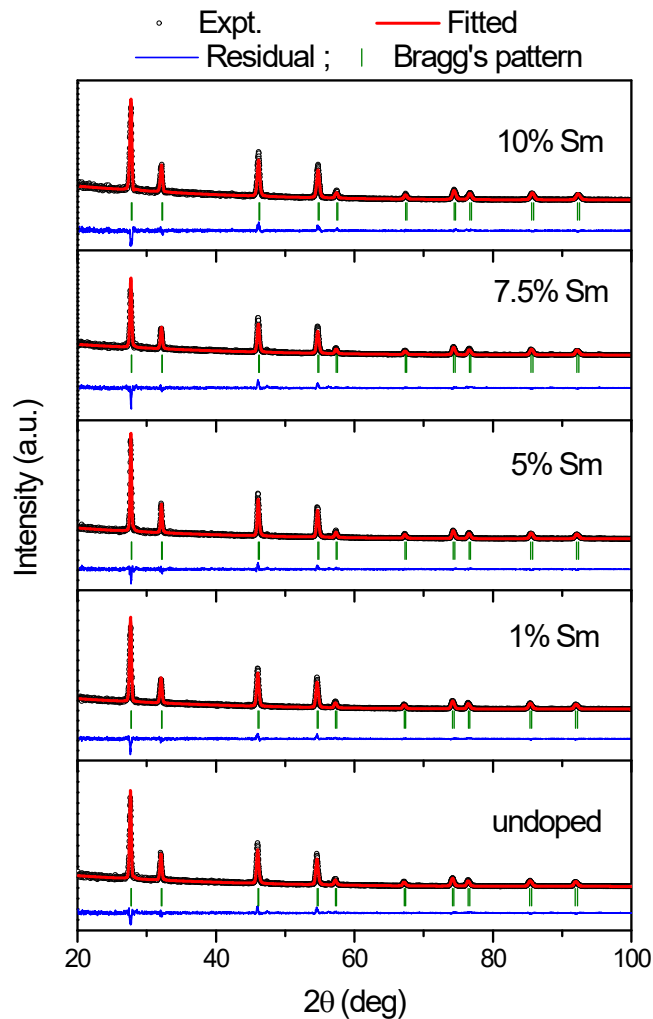 Expt. Fitted
Residual ; Bragg's pattern
10% Sm
7.5% Sm
5% Sm
1% Sm
undoped
Intensity (a.u.)
20 40 60 80 100
2θ (deg)